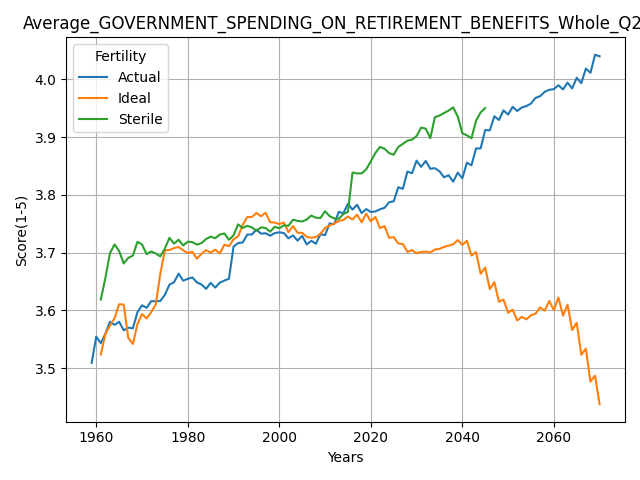 Average_GOVERNMENT_SPENDING_ON_RETIREMENT_BENEFITS_Whole_Q2
Fertility
Actual
Ideal
Sterile
Score(1-5)
4.0
3.9
3.8
3.7
3.6
3.5
1960 1980 2000 2020 2040 2060
Years